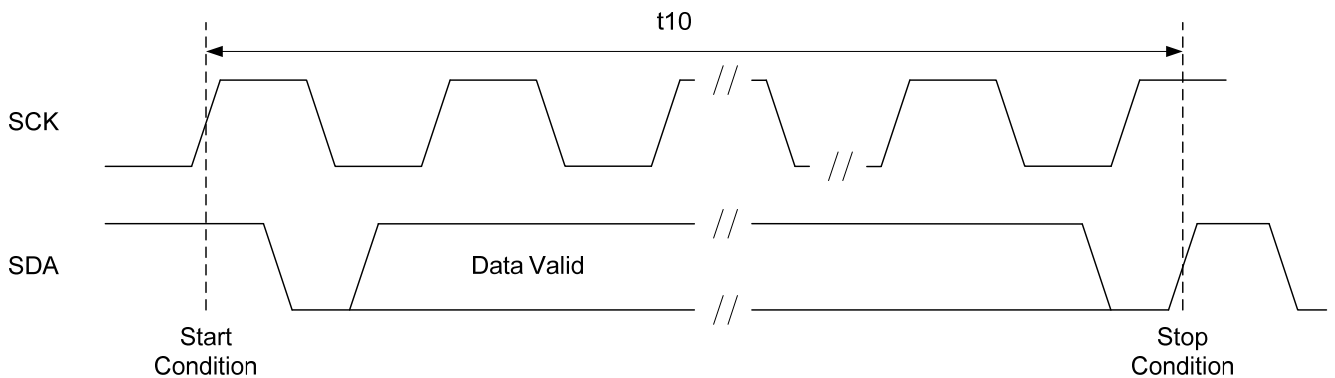 t10
//
SCK
//
//
SDA
Data Valid
//
Start
Condition
Stop
Condition